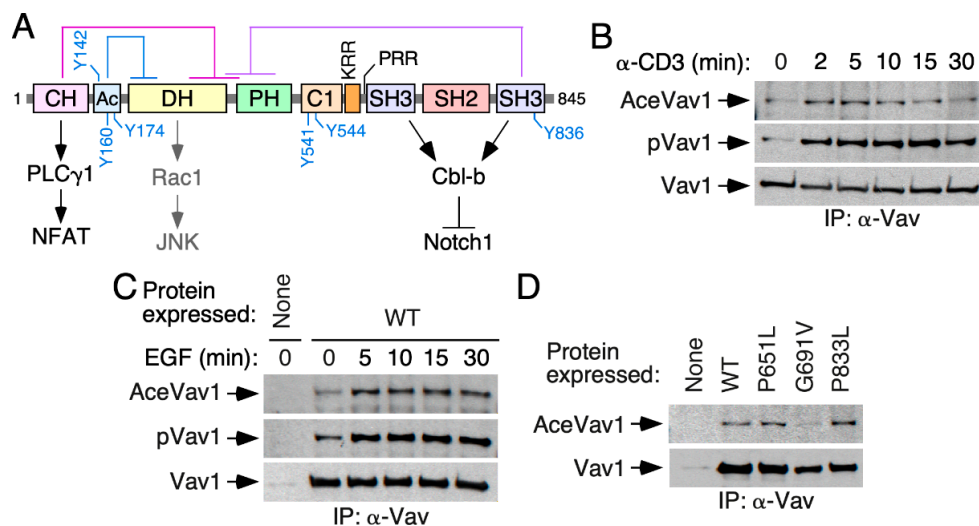 A
Y142
KRR
PRR
1 CH Ac DH PH C1 SH3 SH2 SH3 845
Y160
Y174
Y541
Y544
Y836
PLCγ1
Rac1
Cbl-b
NFAT
JNK
Notch1
B
α-CD3 (min): 0 2 5 10 15 30
AceVav1
pVav1
Vav1
IP: α-Vav
C
Protein
expressed:
None
WT
EGF (min): 0 0 5 10 15 30
AceVav1
pVav1
Vav1
IP: α-Vav
D
Protein
expressed:
None
WT
P651L
G691V
P833L
AceVav1
Vav1
IP: α-Vav